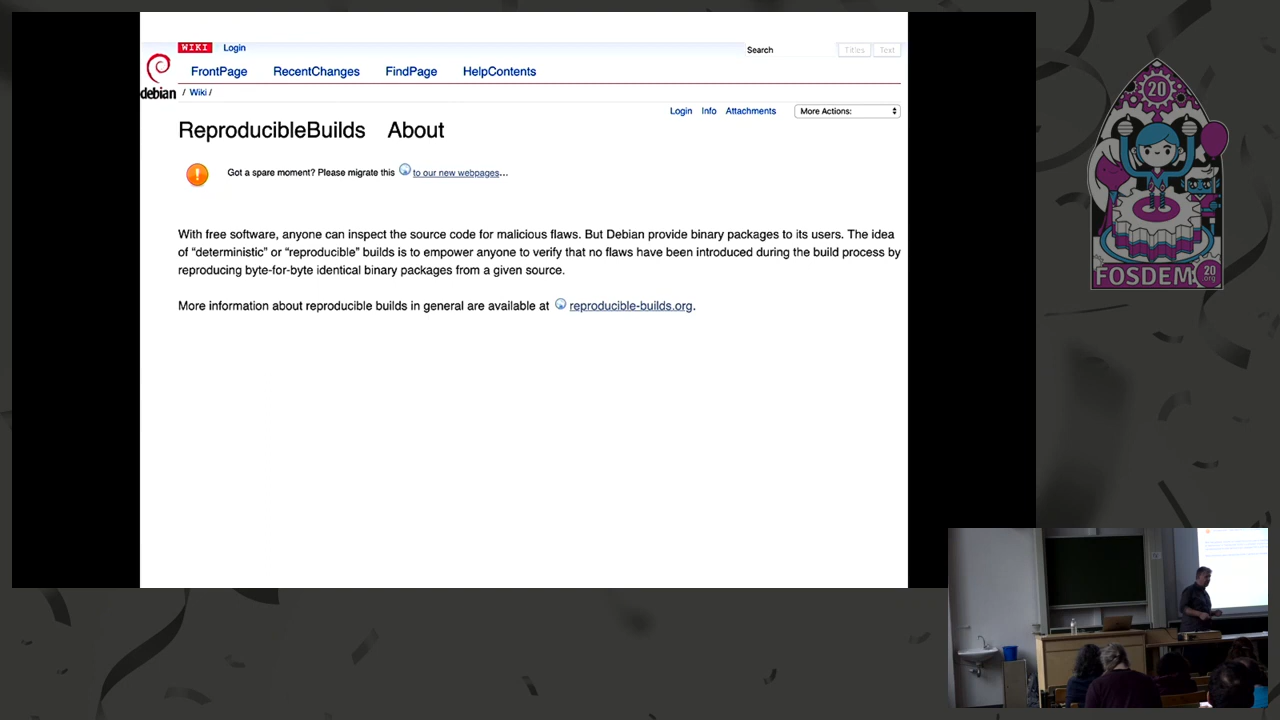 WIKI Login
Search Titles Text
FrontPage RecentChanges FindPage HelpContents
debian / Wiki /
Login Info Attachments More Actions:
ReproducibleBuilds About
Got a spare moment? Please migrate this to our new webpages...
With free software, anyone can inspect the source code for malicious flaws. But Debian provide binary packages to its users. The idea
of “deterministic” or “reproducible” builds is to empower anyone to verify that no flaws have been introduced during the build process by
reproducing byte-for-byte identical binary packages from a given source.
More information about reproducible builds in general are available at reproducible-builds.org.
20
FOSDEM 20
.org